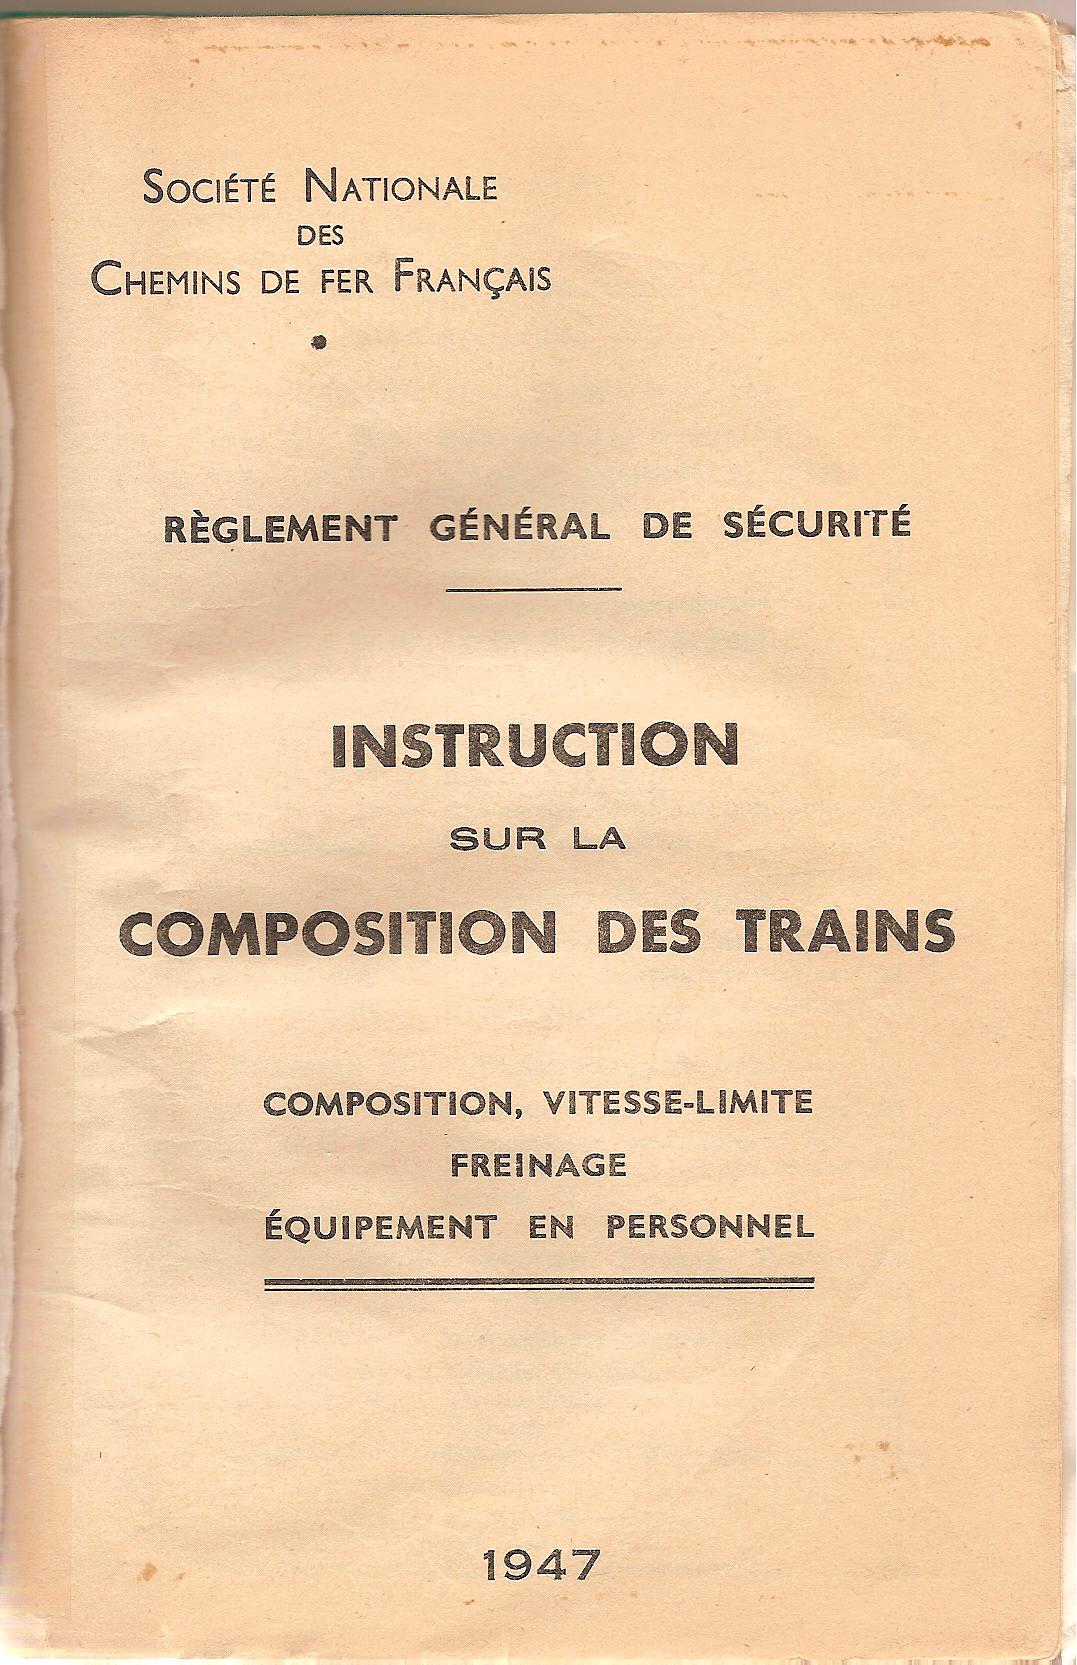 SOCIÉTÉ NATIONALE
DES
CHEMINS DE FER FRANÇAIS
•
RÈGLEMENT GÉNÉRAL DE SÉCURITÉ
INSTRUCTION
SUR LA
COMPOSITION DES TRAINS
COMPOSITION, VITESSE-LIMITE
FREINAGE
ÉQUIPEMENT EN PERSONNEL
1947